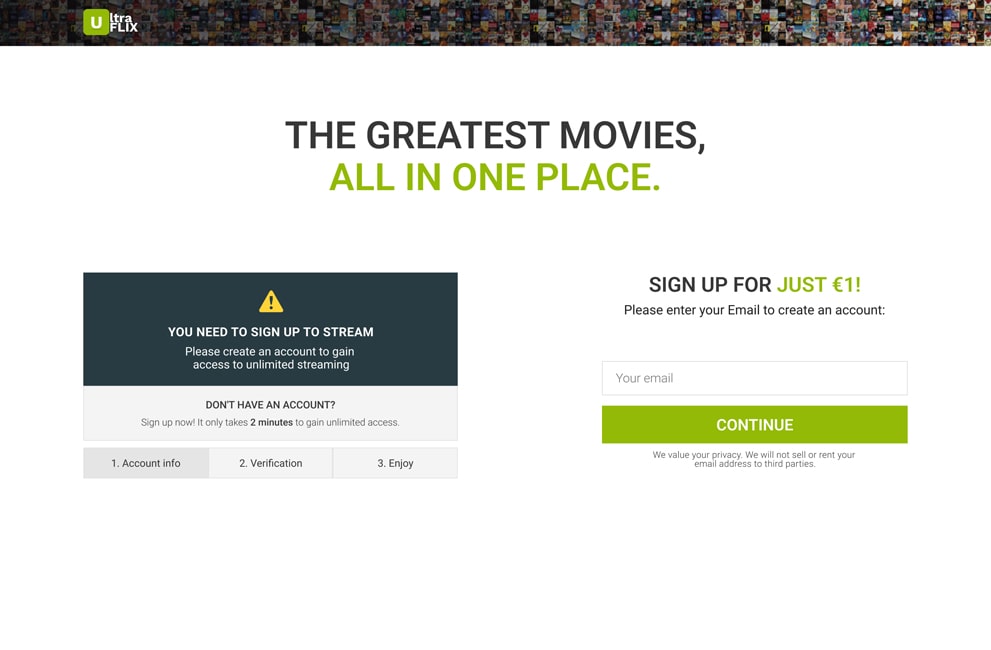 U ltra
FLIX
THE GREATEST MOVIES,
ALL IN ONE PLACE.
YOU NEED TO SIGN UP TO STREAM
Please create an account to gain
access to unlimited streaming
DON'T HAVE AN ACCOUNT?
Sign up now! It only takes 2 minutes to gain unlimited access.
1. Account info 2. Verification 3. Enjoy
SIGN UP FOR JUST €1!
Please enter your Email to create an account:
Your email
CONTINUE
We value your privacy. We will not sell or rent your
email address to third parties.